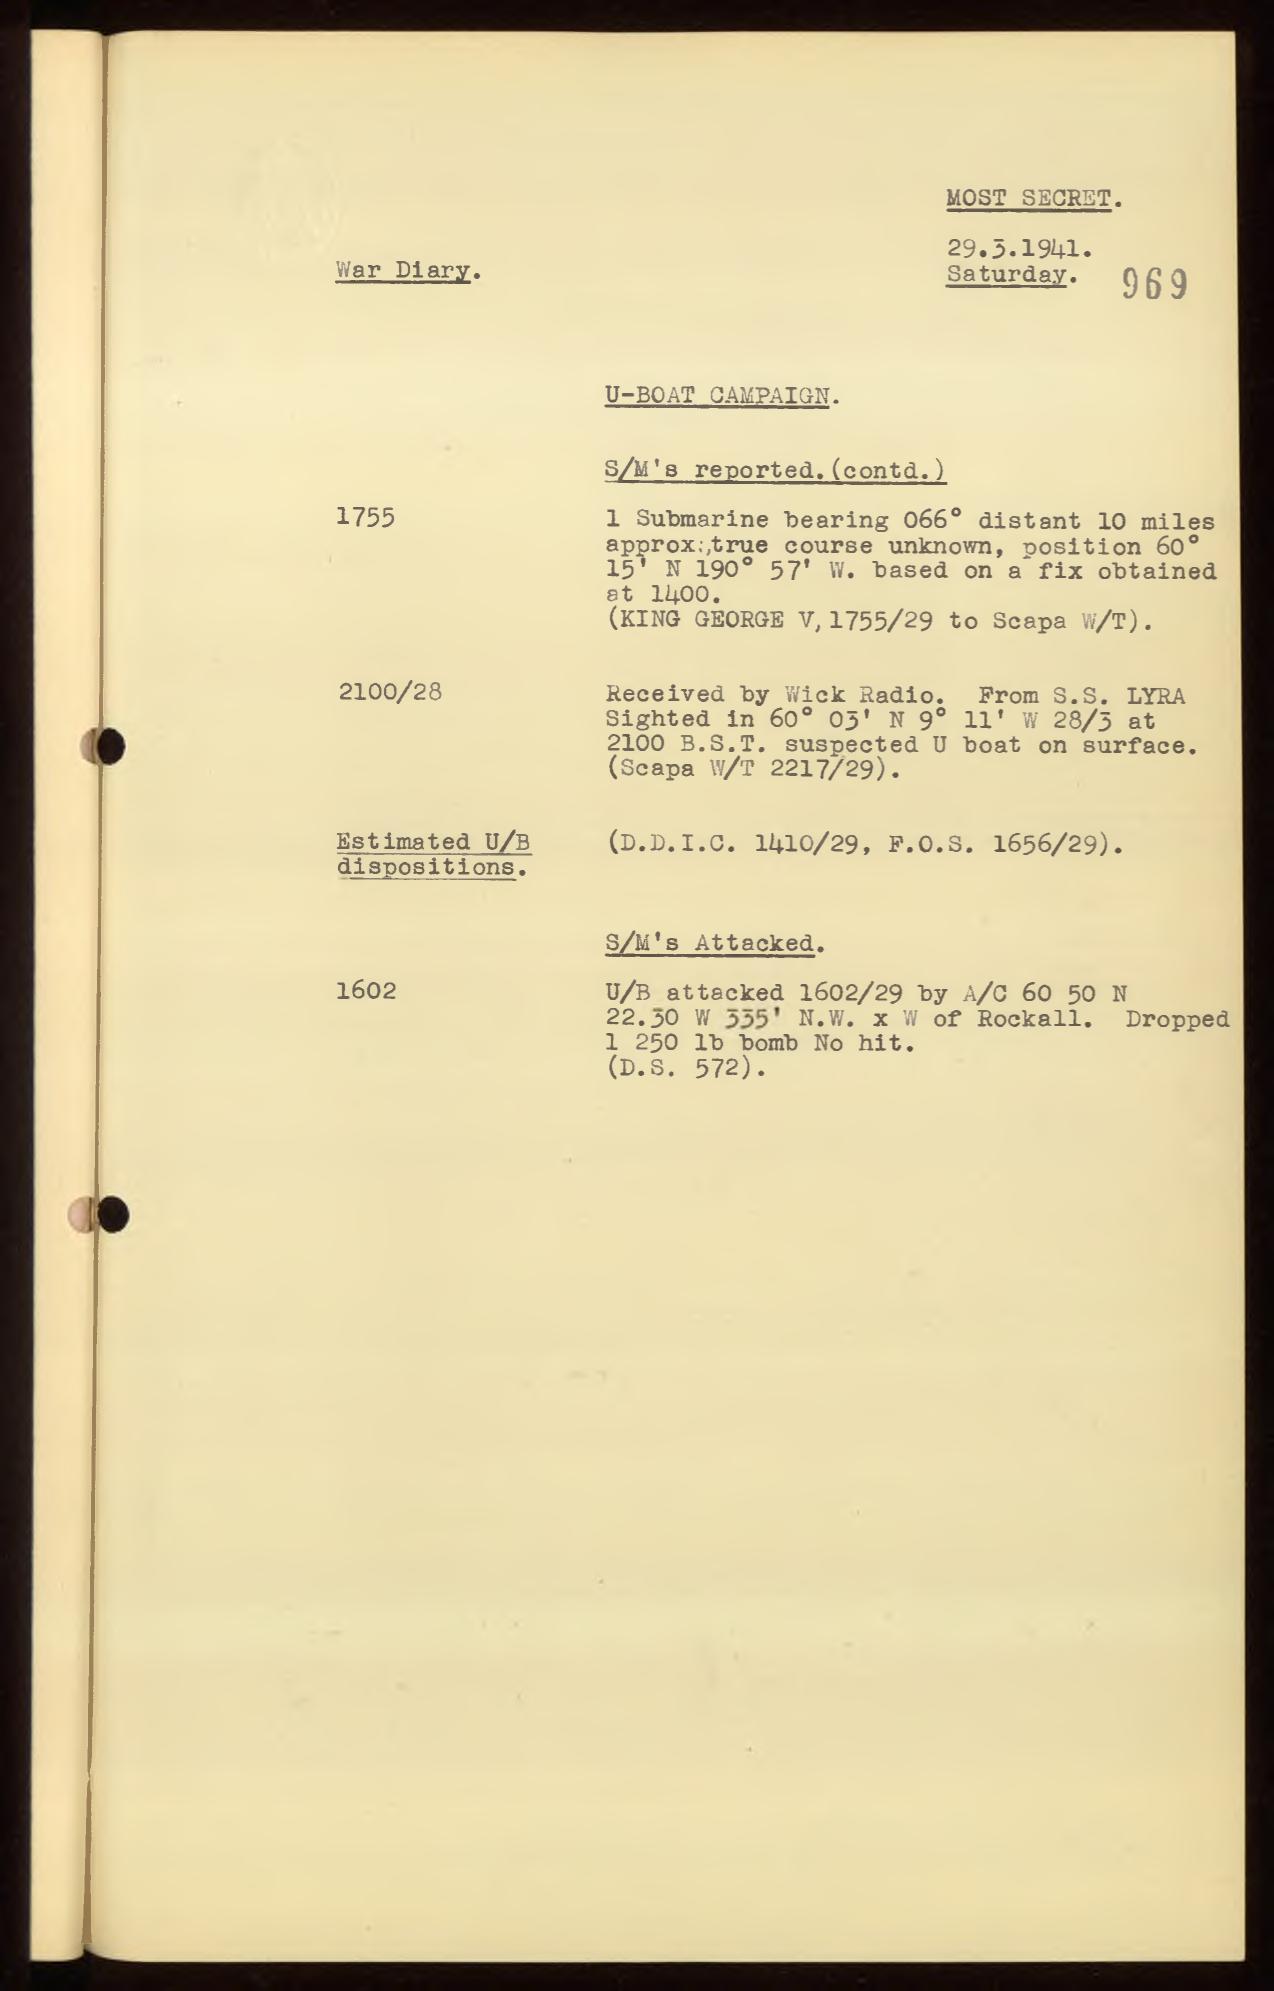 MOST SECRET.
29.3.1941.
War Diary.
Saturday.
969
U-BOAT CAMPAIGN.
S/M's reported.(contd.)
1755
1 Submarine bearing 066° distant 10 miles
approx:,true course unknown, position 60°
15' N 190° 57' W. based on a fix obtained
at 1400.
(KING GEORGE V,1755/29 to Scapa W/T).
2100/28
Received by Wick Radio. From S.S. LYRA
Sighted in 60° 03' N 9° 11' W 28/3 at
2100 B.S.T. suspected U boat on surface.
(Scapa W/T 2217/29).
Estimated U/B
dispositions.
(D.D.I.C. 1410/29, F.O.S. 1656/29).
S/M's Attacked.
1602
U/B attacked 1602/29 by A/C 60 50 N
22.30 W 335' N.W. x W of Rockall. Dropped
1 250 lb bomb No hit.
(D.S. 572).